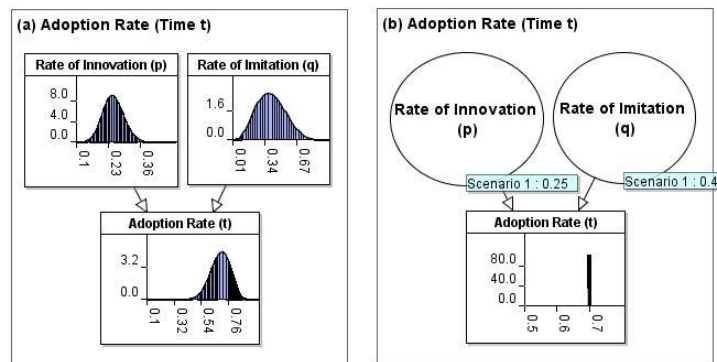 (a) Adoption Rate (Time t)
Rate of Innovation (p)
8.0
4.0
0.0
0.1
0.23
0.36
Rate of Imitation (q)
1.6
0.0
0.01
0.34
0.67
Adoption Rate (t)
3.2
0.0
0.1
0.32
0.54
0.76
(b) Adoption Rate (Time t)
Rate of Innovation
(p)
Scenario 1 : 0.25
Rate of Imitation
(q)
Scenario 1 : 0.4
Adoption Rate (t)
80.0
40.0
0.0
0.5
0.6
0.7